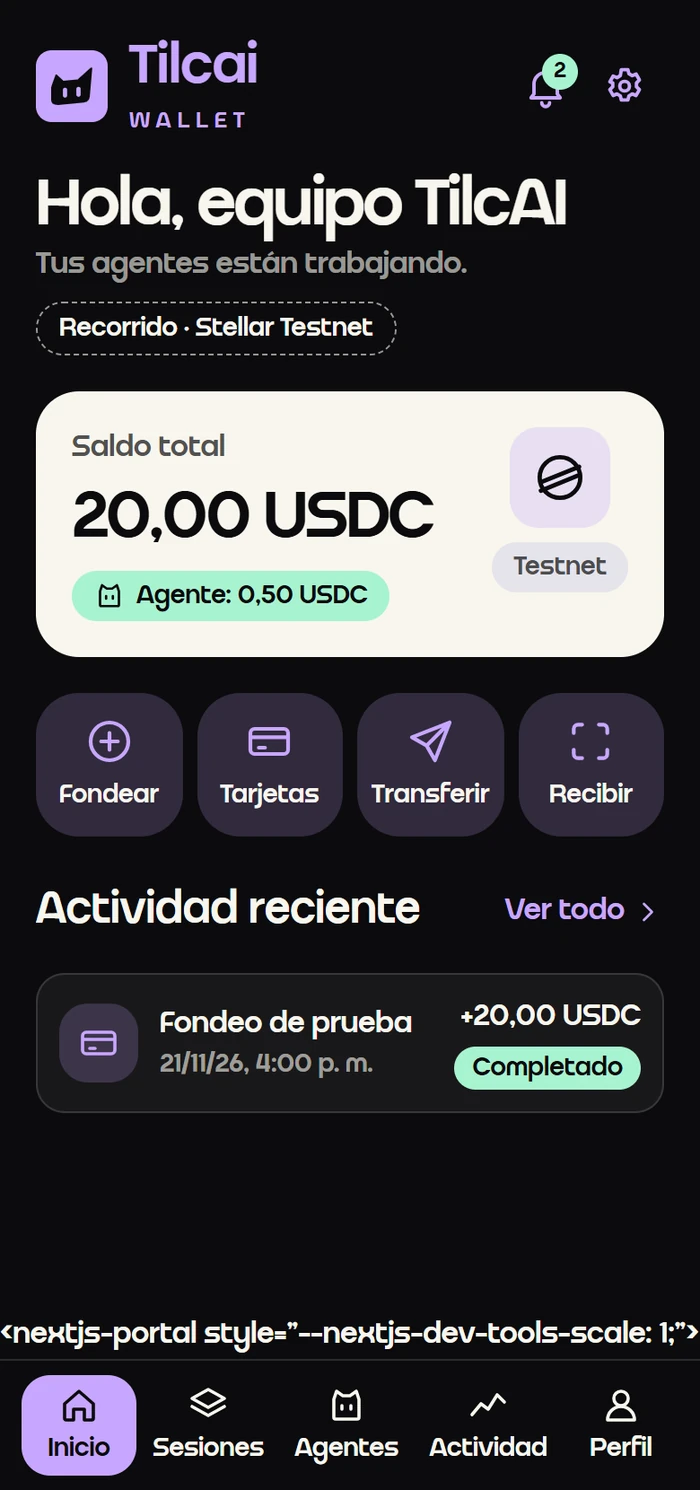 Tilcai
WALLET
2
Hola, equipo TilcAI
Tus agentes están trabajando.
Recorrido · Stellar Testnet
Saldo total
20,00 USDC
Agente: 0,50 USDC
Testnet
Fondear
Tarjetas
Transferir
Recibir
Actividad reciente
Ver todo
Fondeo de prueba
21/11/26, 4:00 p. m.
+20,00 USDC
Completado
<nextjs-portal style="--nextjs-dev-tools-scale: 1;">
Inicio
Sesiones
Agentes
Actividad
Perfil